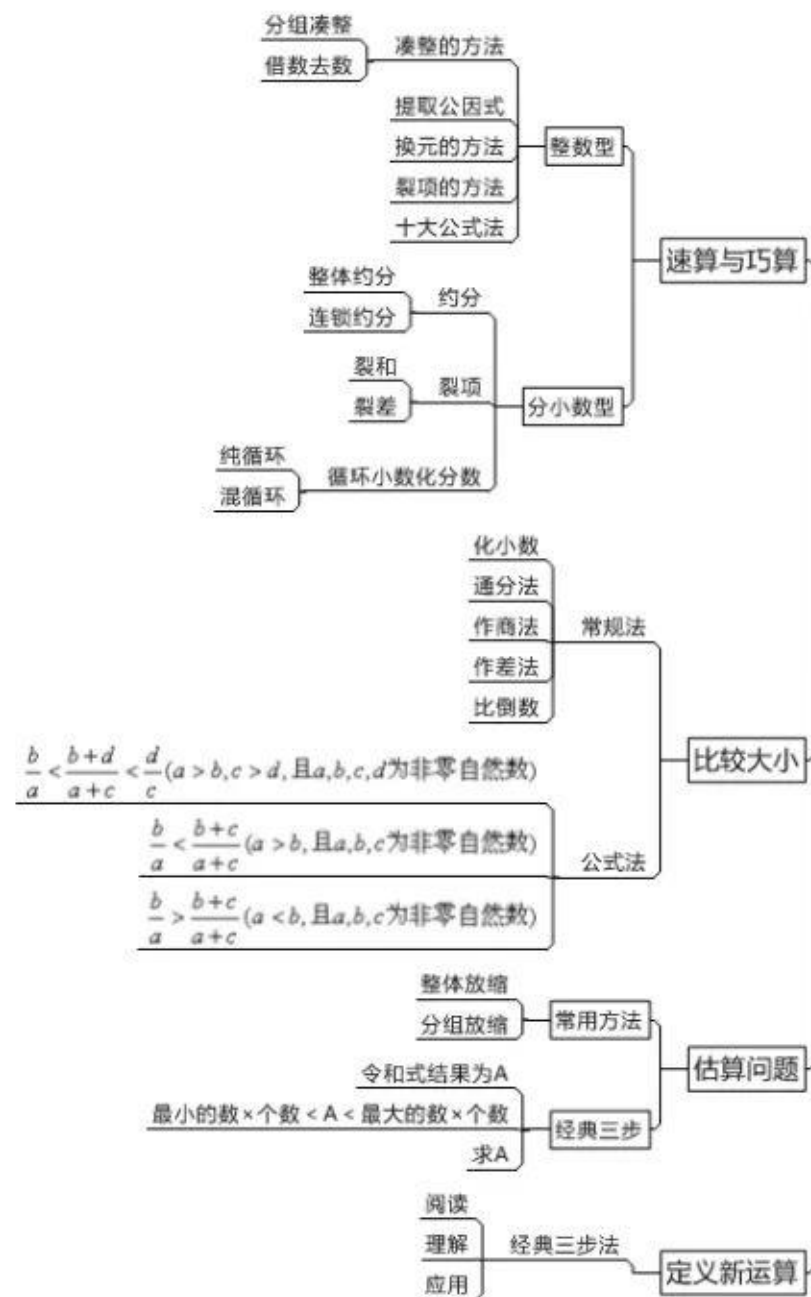 分组凑整
借数去数
凑整的方法
提取公因式
换元的方法
裂项的方法
十大公式法
整数型
速算与巧算
整体约分
连锁约分
约分
裂和
裂差
裂项
分小数型
纯循环
混循环
循环小数化分数
化小数
通分法
作商法
作差法
比倒数
常规法
比较大小
b/a < (b+d)/(a+c) < d/c (a > b, c > d, 且a,b,c,d为非零自然数)
b/a < (b+c)/(a+c) (a > b, 且a,b,c为非零自然数)
b/a > (b+c)/(a+c) (a < b, 且a,b,c为非零自然数)
公式法
整体放缩
分组放缩
常用方法
估算问题
令和式结果为A
最小的数×个数 < A < 最大的数×个数
求A
经典三步
阅读
理解
应用
经典三步法
定义新运算